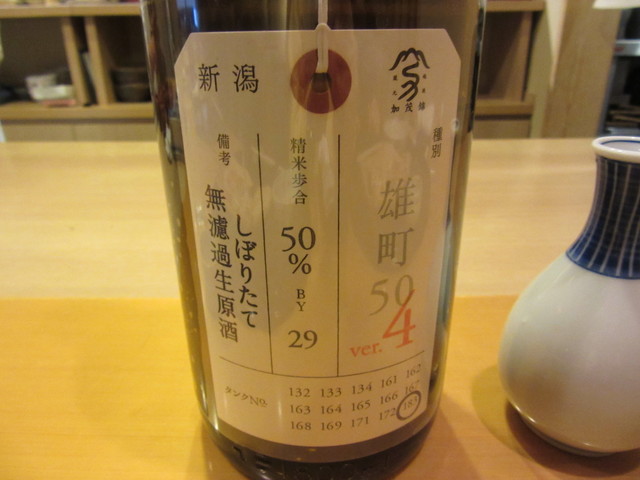 新潟
加茂錦
種別
雄町
50
ver.4
精米歩合
50%
BY
29
備考
しぼりたて
無濾過生原酒
タンクNo.
132 133 134 161 162
163 164 165 166 167
168 169 171 172 183